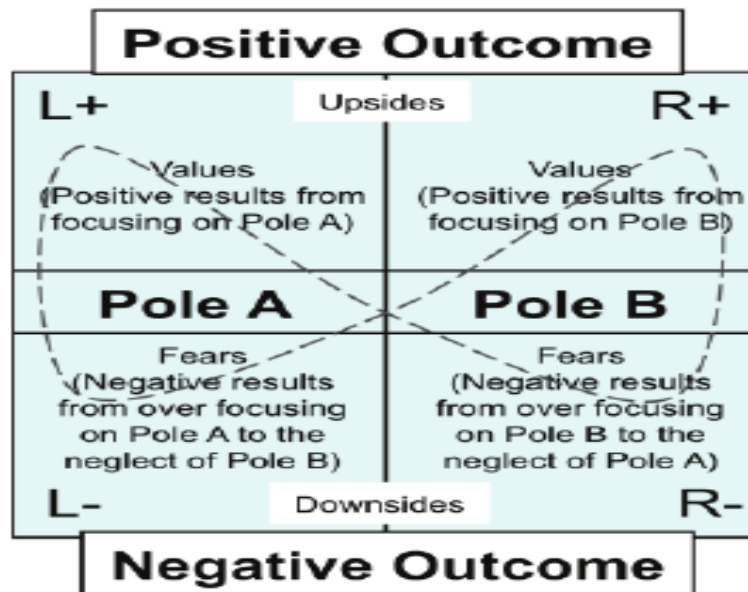 Positive Outcome
L+
Upsides
R+
Values
(Positive results from
focusing on Pole A)
Values
(Positive results from
focusing on Pole B)
Pole A
Pole B
Fears
(Negative results
from over focusing
on Pole A to the
neglect of Pole B)
Fears
(Negative results
from over focusing
on Pole B to the
neglect of Pole A)
L-
Downsides
R-
Negative Outcome